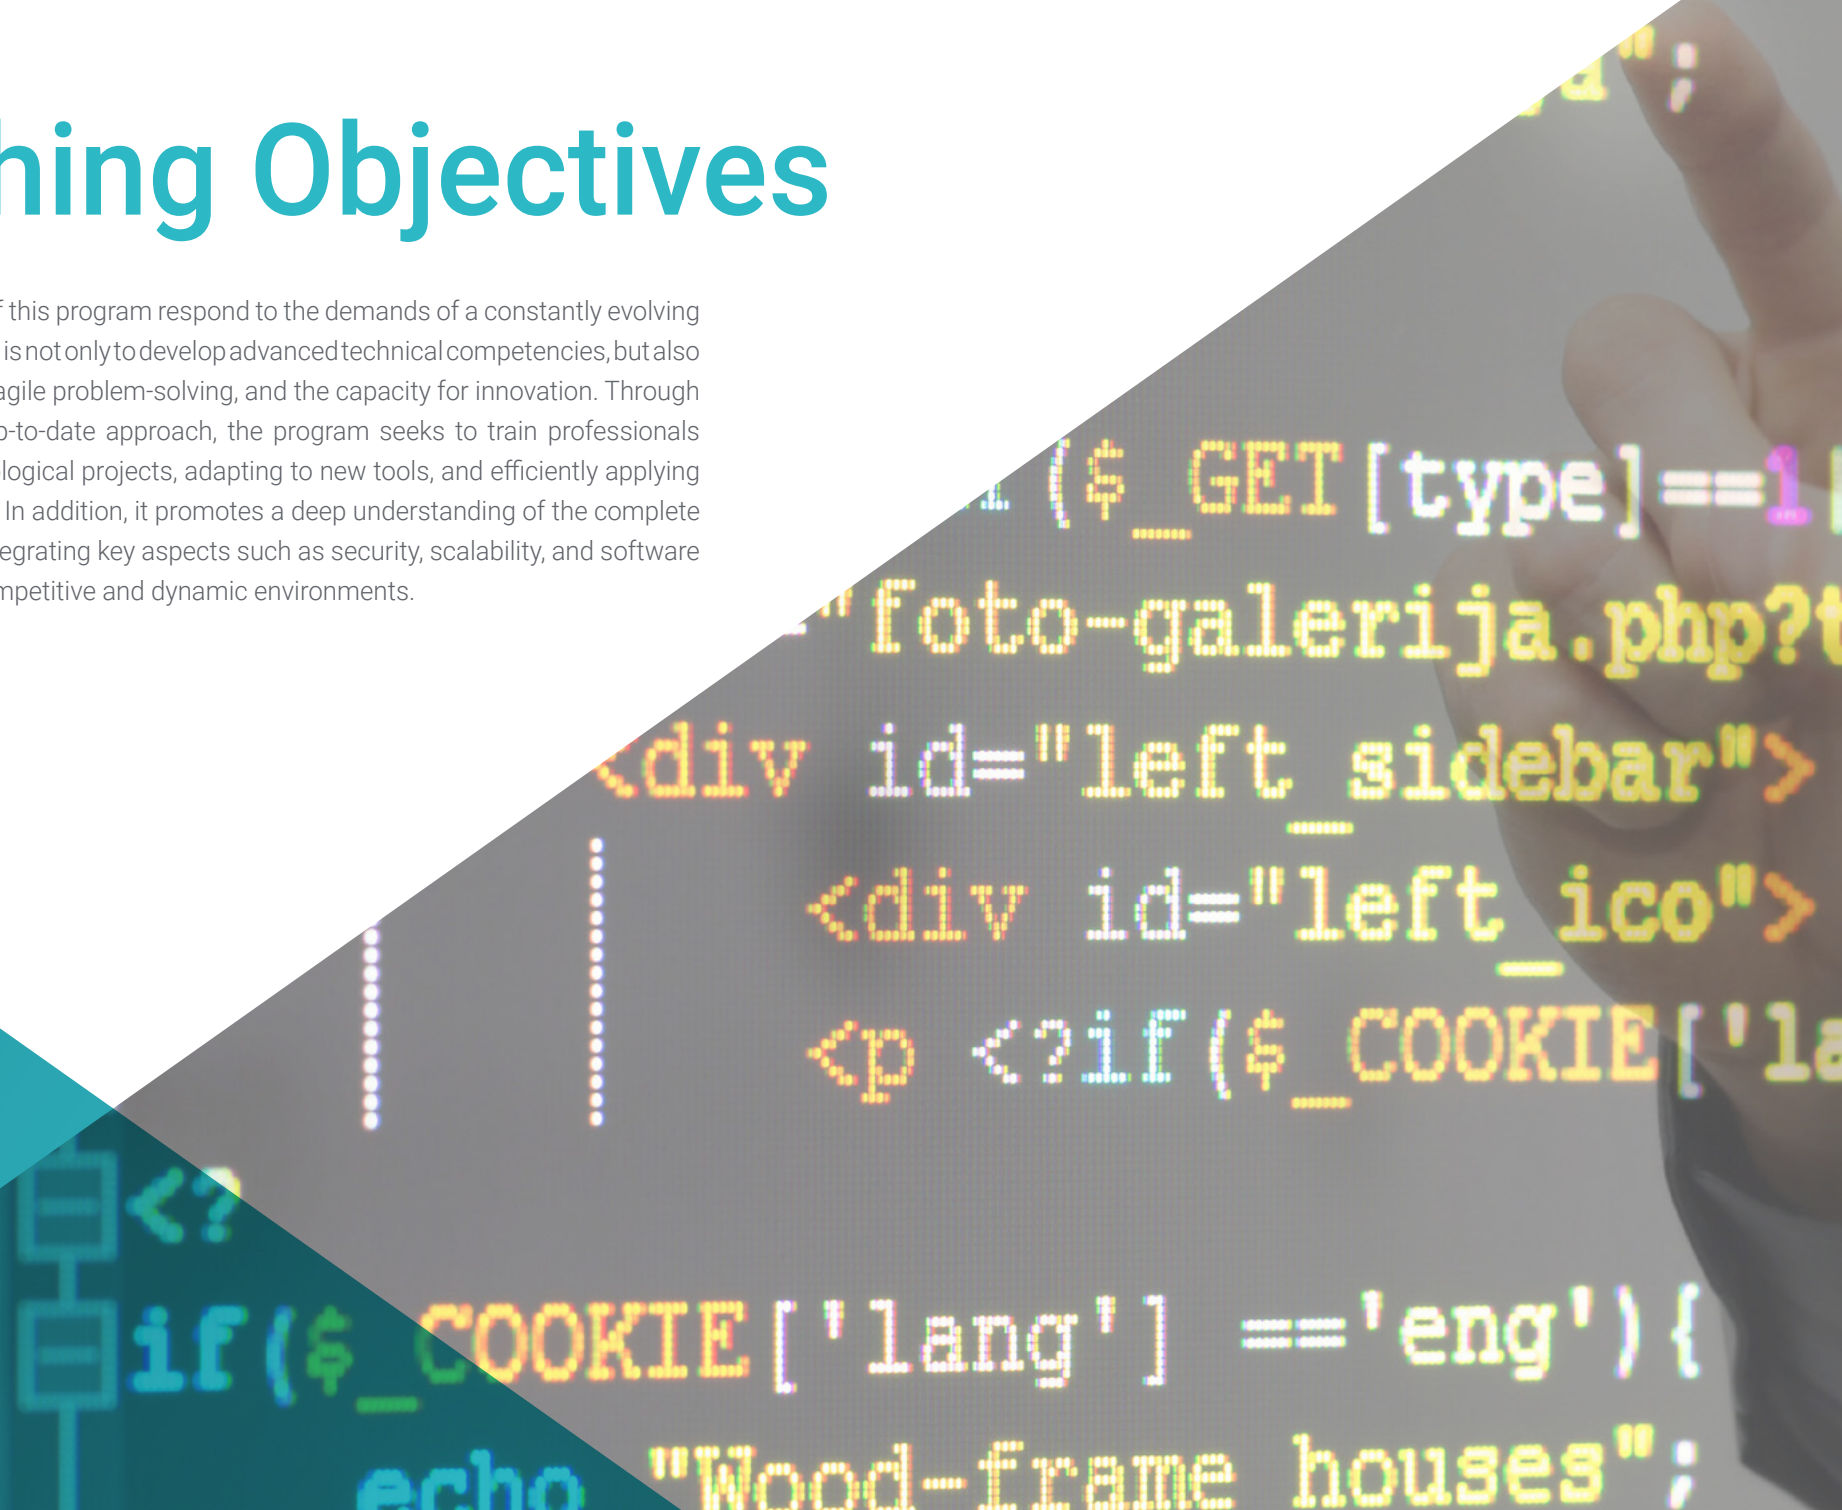 hing Objectives
f this program respond to the demands of a constantly evolving
is not only to develop advanced technical competencies, but also
agile problem-solving, and the capacity for innovation. Through
p-to-date approach, the program seeks to train professionals
ological projects, adapting to new tools, and efficiently applying
In addition, it promotes a deep understanding of the complete
tegrating key aspects such as security, scalability, and software
mpetitive and dynamic environments.
a";
($_GET[type]==1
="foto-galerija.php?t
<div id="left_sidebar">
<div id="left_ico">
<p <?if($_COOKIE['la
<?
if($_COOKIE['lang'] =='eng'){
echo "Wood-frame houses";